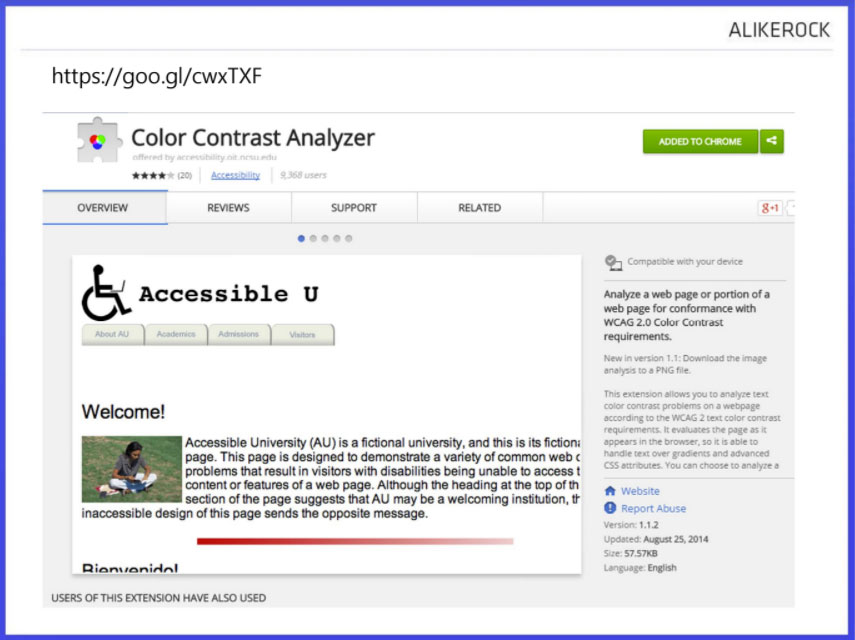 ALIKEROCK
https://goo.gl/cwxTXF
Color Contrast Analyzer
offered by accessibility.oit.ncsu.edu
(20) Accessibility 9,368 users
ADDED TO CHROME
OVERVIEW REVIEWS SUPPORT RELATED
g+1
Compatible with your device
Accessible U
About AU Academics Admissions Visitors
Welcome!
Accessible University (AU) is a fictional university, and this is its fictiona
page. This page is designed to demonstrate a variety of common web d
problems that result in visitors with disabilities being unable to access t
content or features of a web page. Although the heading at the top of th
section of the page suggests that AU may be a welcoming institution, th
inaccessible design of this page sends the opposite message.
Bienvenido!
Analyze a web page or portion of a
web page for conformance with
WCAG 2.0 Color Contrast
requirements.
New in version 1.1: Download the image
analysis to a PNG file.
This extension allows you to analyze text
color contrast problems on a webpage
according to the WCAG 2 text color contrast
requirements. It evaluates the page as it
appears in the browser, so it is able to
handle text over gradients and advanced
CSS attributes. You can choose to analyze a
Website
Report Abuse
Version: 1.1.2
Updated: August 25, 2014
Size: 57.57KB
Language: English
USERS OF THIS EXTENSION HAVE ALSO USED